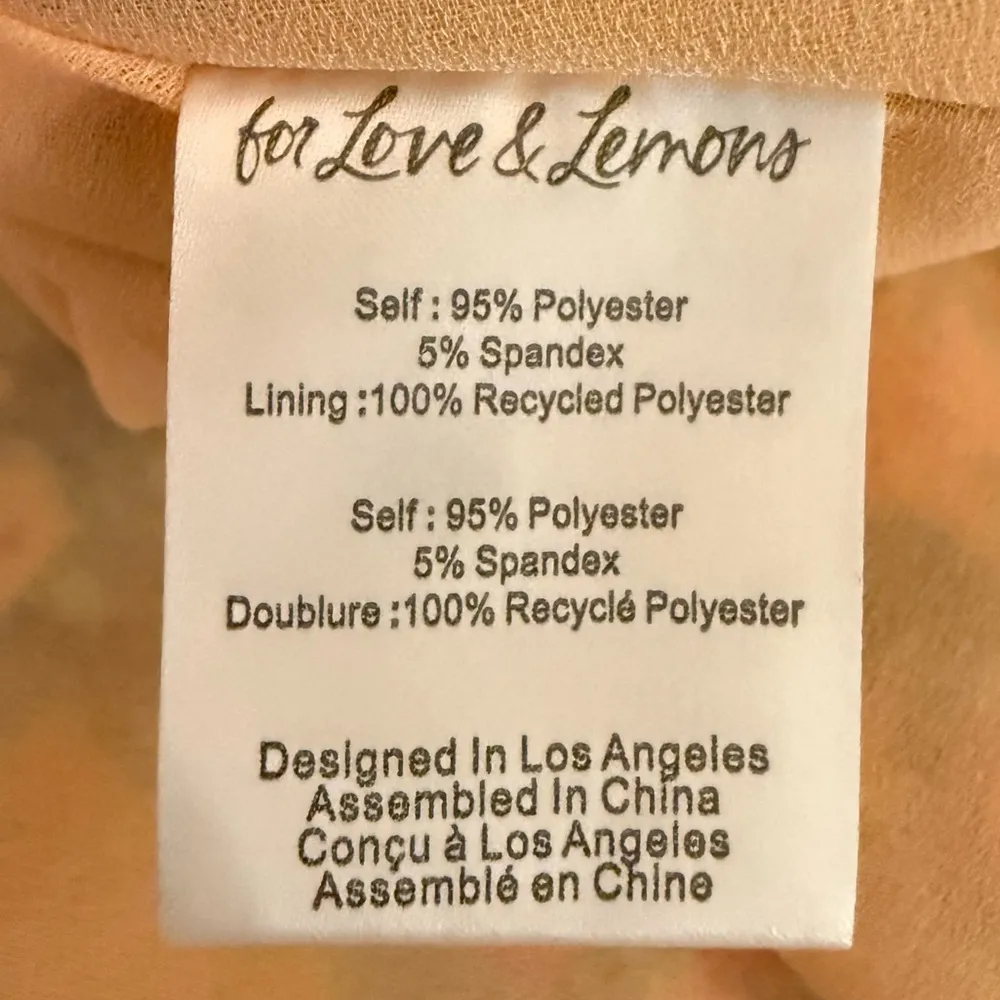 for Love & Lemons
Self : 95% Polyester
5% Spandex
Lining :100% Recycled Polyester
Self : 95% Polyester
5% Spandex
Doublure :100% Recyclé Polyester
Designed In Los Angeles
Assembled In China
Conçu à Los Angeles
Assemblé en Chine